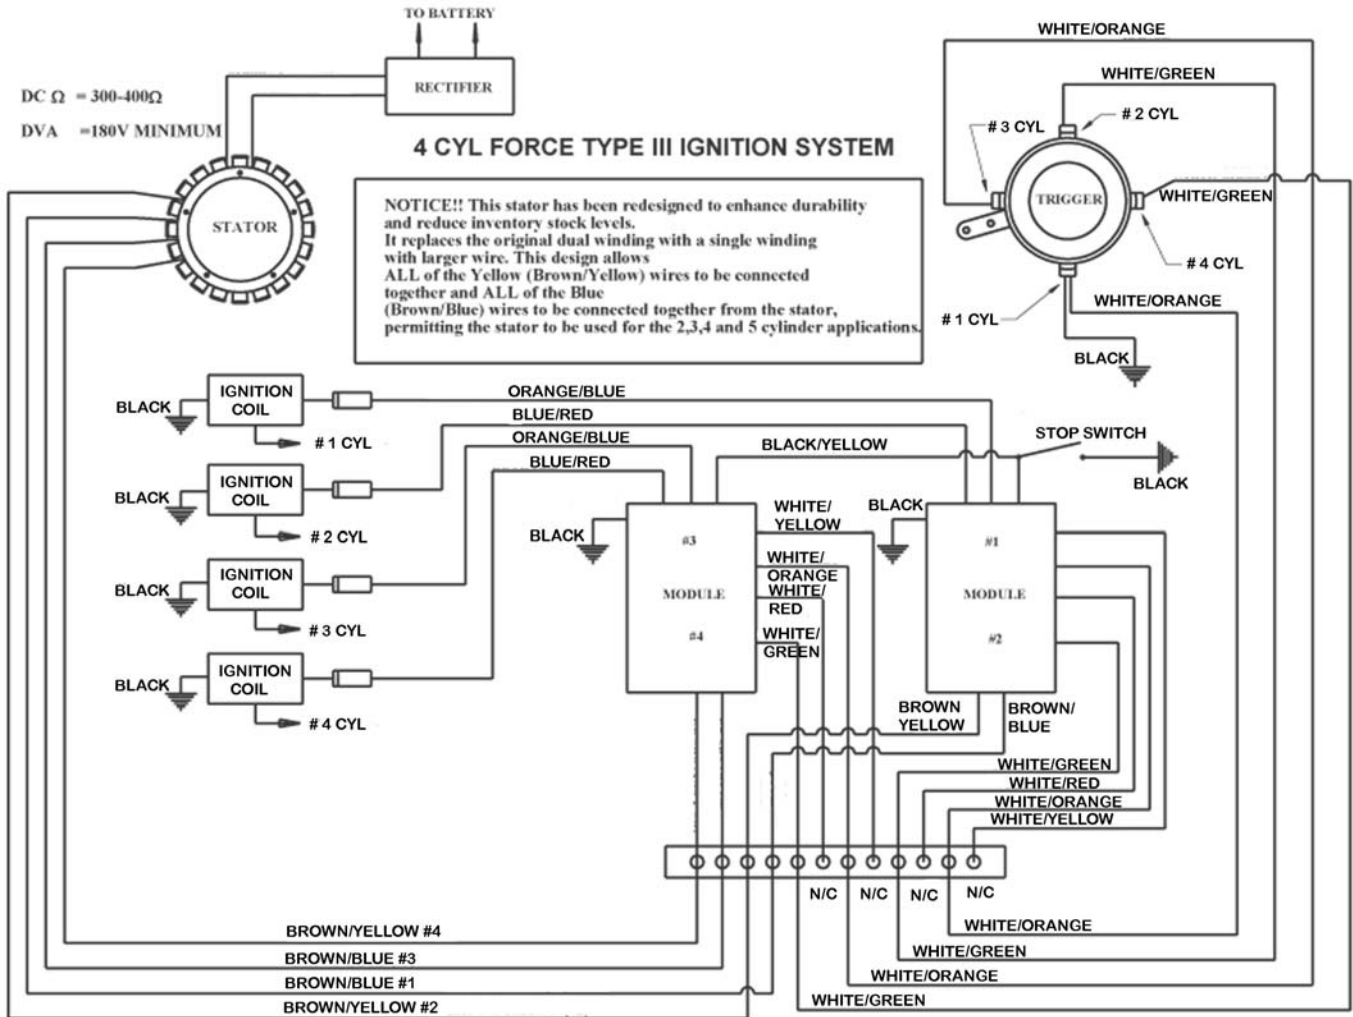 TO BATTERY
RECTIFIER
DC Ω = 300-400Ω
DVA =180V MINIMUM
4 CYL FORCE TYPE III IGNITION SYSTEM
STATOR
NOTICE!! This stator has been redesigned to enhance durability
and reduce inventory stock levels.
It replaces the original dual winding with a single winding
with larger wire. This design allows
ALL of the Yellow (Brown/Yellow) wires to be connected
together and ALL of the Blue
(Brown/Blue) wires to be connected together from the stator,
permitting the stator to be used for the 2,3,4 and 5 cylinder applications.
WHITE/ORANGE
WHITE/GREEN
# 2 CYL
# 3 CYL
TRIGGER
WHITE/GREEN
# 4 CYL
WHITE/ORANGE
# 1 CYL
BLACK
IGNITION
COIL
BLACK
# 1 CYL
ORANGE/BLUE
BLUE/RED
ORANGE/BLUE
BLUE/RED
IGNITION
COIL
BLACK
# 2 CYL
IGNITION
COIL
BLACK
# 3 CYL
IGNITION
COIL
BLACK
# 4 CYL
BLACK/YELLOW
STOP SWITCH
BLACK
BLACK
#3
MODULE
#4
WHITE/
YELLOW
WHITE/
ORANGE
WHITE/
RED
WHITE/
GREEN
BLACK
#1
MODULE
#2
BROWN
YELLOW
BROWN/
BLUE
WHITE/GREEN
WHITE/RED
WHITE/ORANGE
WHITE/YELLOW
N/C
N/C
N/C
N/C
WHITE/ORANGE
WHITE/GREEN
WHITE/ORANGE
WHITE/GREEN
BROWN/YELLOW #4
BROWN/BLUE #3
BROWN/BLUE #1
BROWN/YELLOW #2